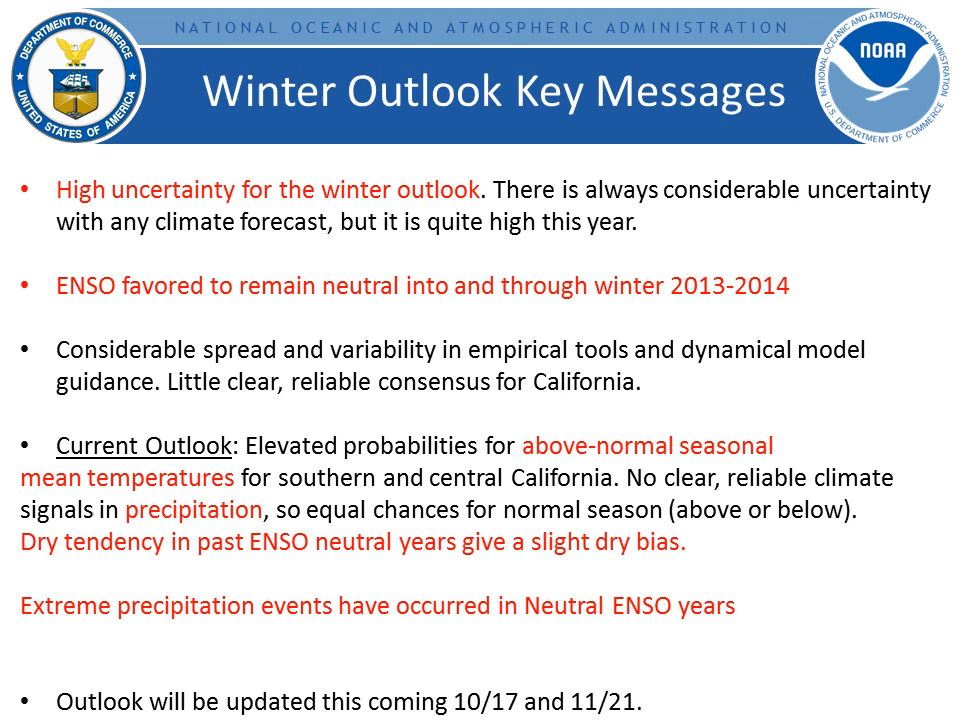 NATIONAL OCEANIC AND ATMOSPHERIC ADMINISTRATION
DEPARTMENT OF COMMERCE
UNITED STATES OF AMERICA
Winter Outlook Key Messages
NATIONAL OCEANIC AND ATMOSPHERIC ADMINISTRATION
NOAA
U.S. DEPARTMENT OF COMMERCE
• High uncertainty for the winter outlook. There is always considerable uncertainty
with any climate forecast, but it is quite high this year.
• ENSO favored to remain neutral into and through winter 2013-2014
• Considerable spread and variability in empirical tools and dynamical model
guidance. Little clear, reliable consensus for California.
• Current Outlook: Elevated probabilities for above-normal seasonal
mean temperatures for southern and central California. No clear, reliable climate
signals in precipitation, so equal chances for normal season (above or below).
Dry tendency in past ENSO neutral years give a slight dry bias.
Extreme precipitation events have occurred in Neutral ENSO years
• Outlook will be updated this coming 10/17 and 11/21.